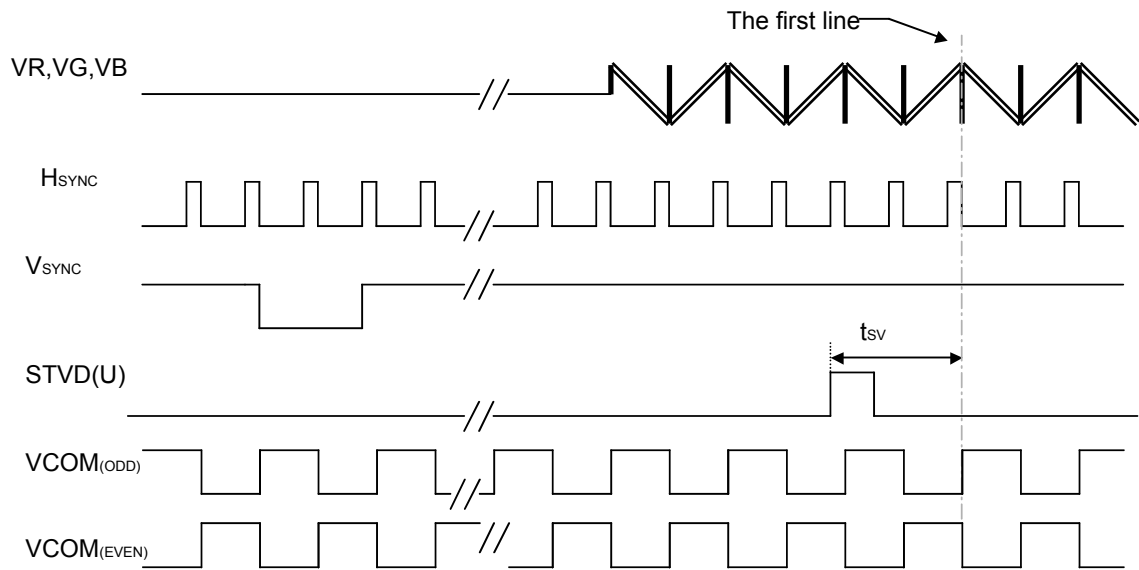 The first line
VR,VG,VB
HSYNC
VSYNC
tSV
STVD(U)
VCOM(ODD)
VCOM(EVEN)